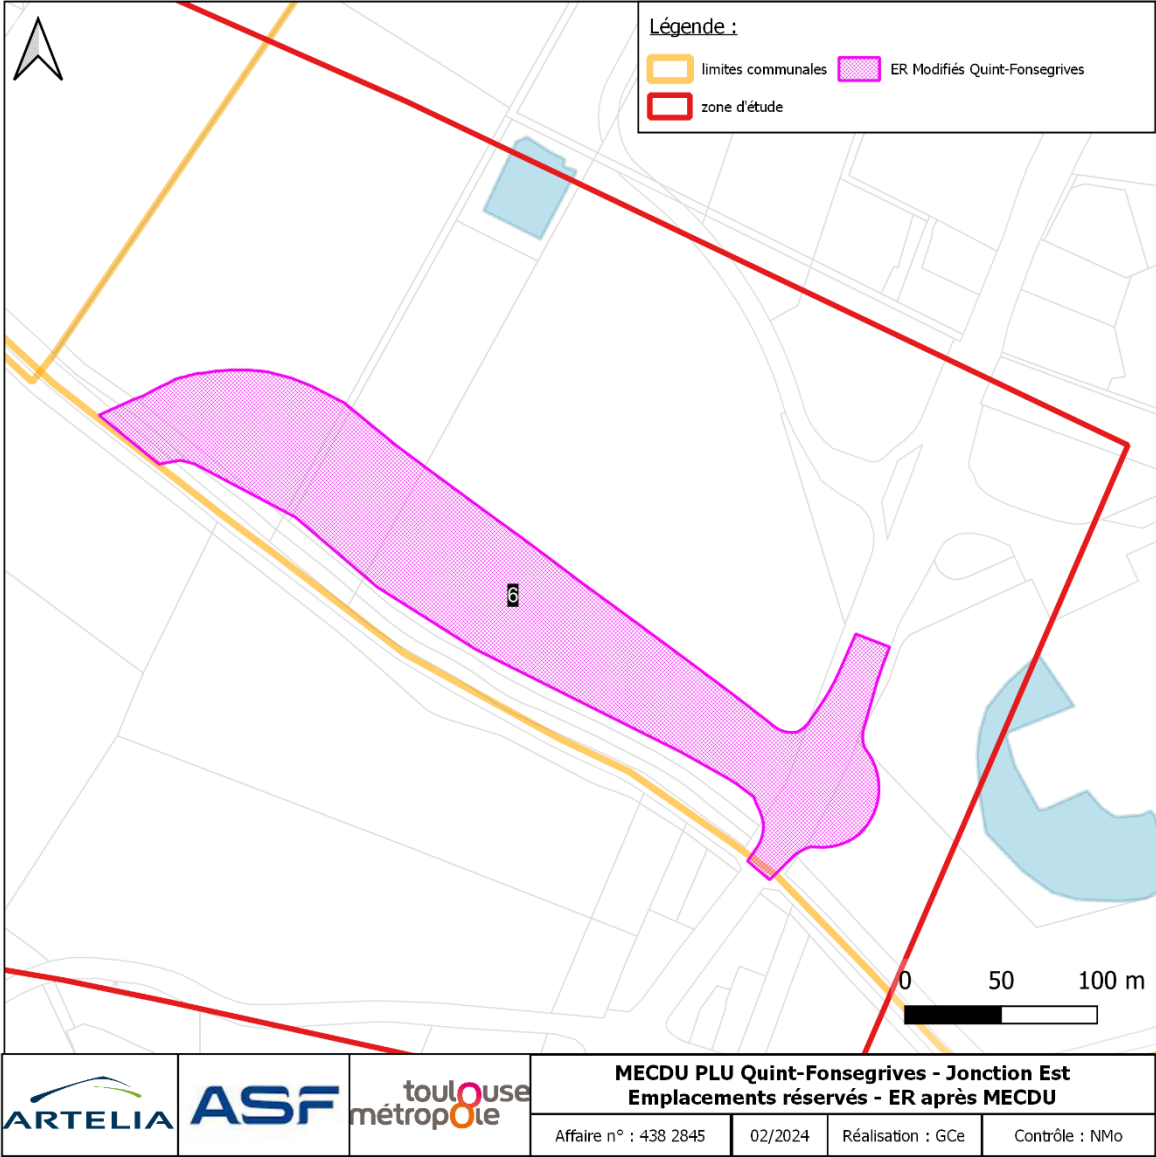 Légende :
limites communales
ER Modifiés Quint-Fonsegrives
zone d'étude
6
0 50 100 m
ARTELIA
ASF
toulouse
métropole
MECDU PLU Quint-Fonsegrives - Jonction Est
Emplacements réservés - ER après MECDU
Affaire n° : 438 2845
02/2024
Réalisation : GCe
Contrôle : NMo